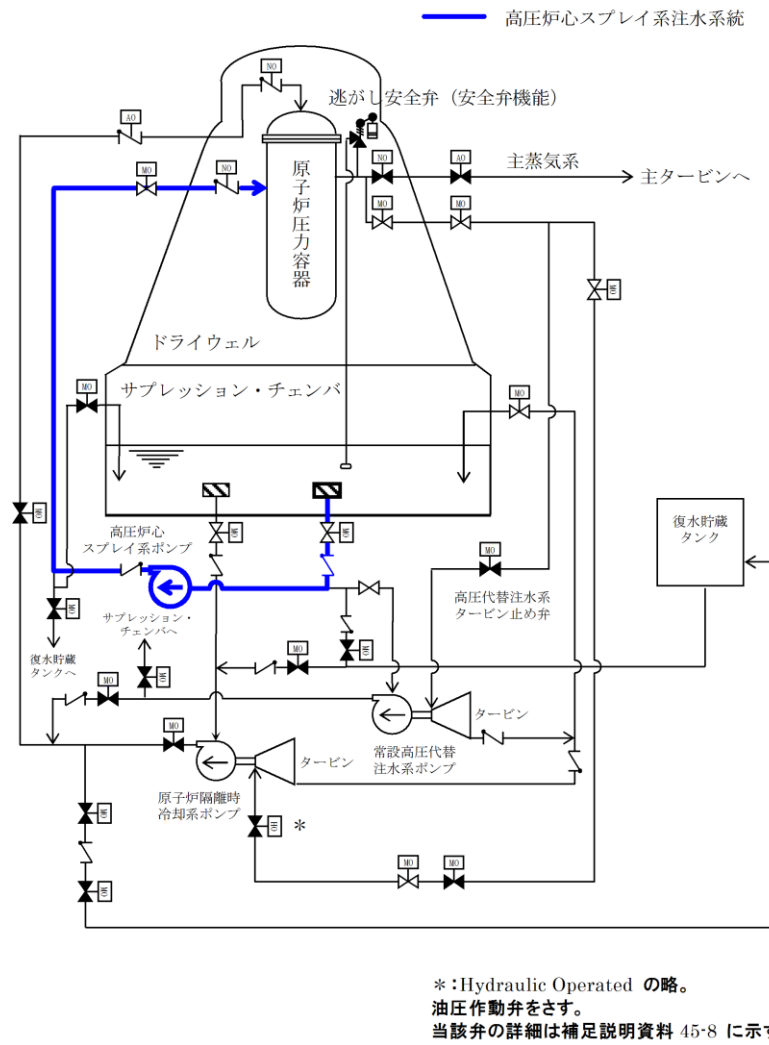 高圧炉心スプレイ系注水系統
NO
逃がし安全弁（安全弁機能）
AO
MO
NO
NO
AO
主蒸気系
主タービンへ
原子炉圧力容器
MO
MO
MO
ドライウェル
サプレッション・チェンバ
MO
MO
MO
高圧炉心
スプレイ系ポンプ
MO
MO
MO
復水貯蔵
タンク
高圧代替注水系
タービン止め弁
MO
サプレッション・
チェンバへ
復水貯蔵
タンクへ
MO
MO
MO
MO
タービン
常設高圧代替
注水系ポンプ
MO
タービン
原子炉隔離時
冷却系ポンプ
MO
HO
*
MO
MO
MO
*:Hydraulic Operated の略。
油圧作動弁をさす。
当該弁の詳細は補足説明資料 45-8 に示す